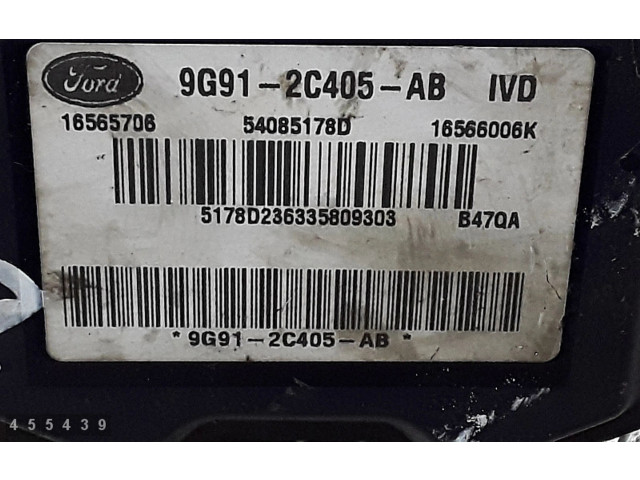 Ford 9G91-2C405-AB IVD
16565706 54085178D 16566006K
5178D236335809303 B47QA
* 9G91-2C405-AB *
455439